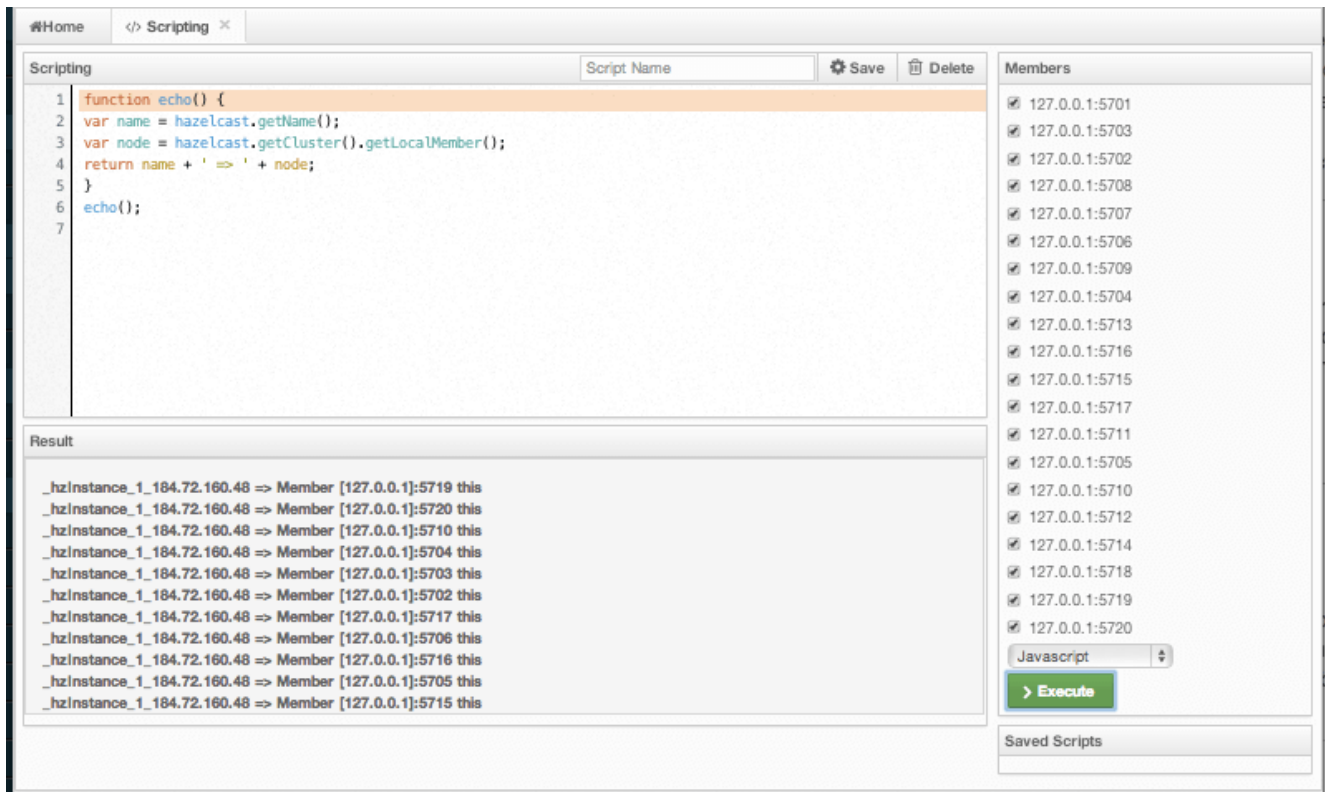 Home
</> Scripting ×
Scripting
Script Name
Save
Delete
1 function echo() {
2 var name = hazelcast.getName();
3 var node = hazelcast.getCluster().getLocalMember();
4 return name + ' => ' + node;
5 }
6 echo();
7
Result
_hzInstance_1_184.72.160.48 => Member [127.0.0.1]:5719 this
_hzInstance_1_184.72.160.48 => Member [127.0.0.1]:5720 this
_hzInstance_1_184.72.160.48 => Member [127.0.0.1]:5710 this
_hzInstance_1_184.72.160.48 => Member [127.0.0.1]:5704 this
_hzInstance_1_184.72.160.48 => Member [127.0.0.1]:5703 this
_hzInstance_1_184.72.160.48 => Member [127.0.0.1]:5702 this
_hzInstance_1_184.72.160.48 => Member [127.0.0.1]:5717 this
_hzInstance_1_184.72.160.48 => Member [127.0.0.1]:5706 this
_hzInstance_1_184.72.160.48 => Member [127.0.0.1]:5716 this
_hzInstance_1_184.72.160.48 => Member [127.0.0.1]:5705 this
_hzInstance_1_184.72.160.48 => Member [127.0.0.1]:5715 this
Members
127.0.0.1:5701
127.0.0.1:5703
127.0.0.1:5702
127.0.0.1:5708
127.0.0.1:5707
127.0.0.1:5706
127.0.0.1:5709
127.0.0.1:5704
127.0.0.1:5713
127.0.0.1:5716
127.0.0.1:5715
127.0.0.1:5717
127.0.0.1:5711
127.0.0.1:5705
127.0.0.1:5710
127.0.0.1:5712
127.0.0.1:5714
127.0.0.1:5718
127.0.0.1:5719
127.0.0.1:5720
Javascript
> Execute
Saved Scripts